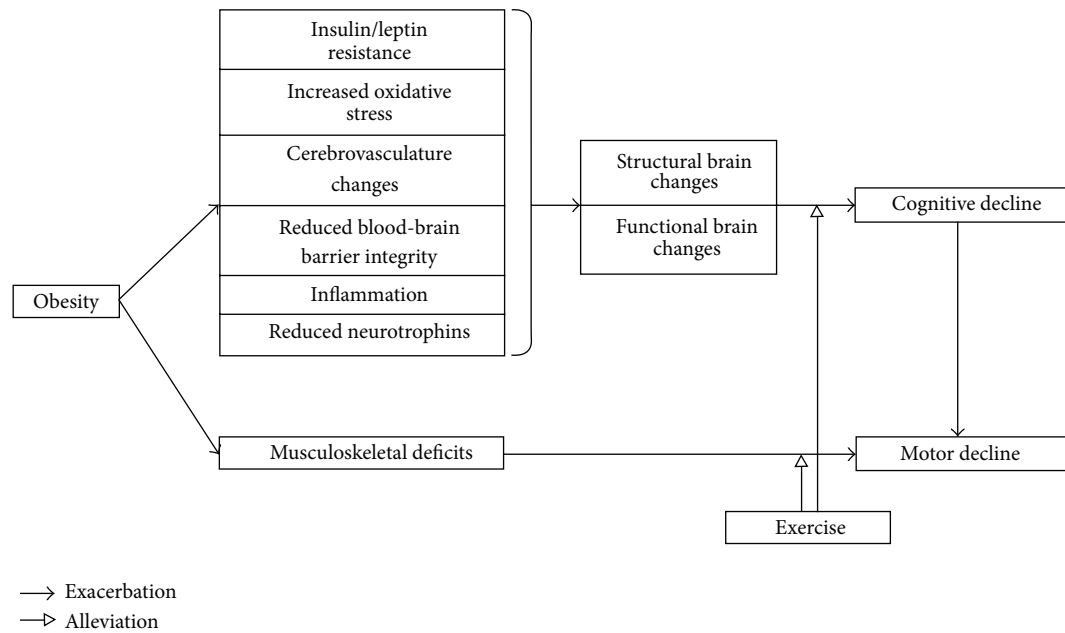 Insulin/leptin
resistance
Increased oxidative
stress
Cerebrovasculature
changes
Reduced blood-brain
barrier integrity
Inflammation
Reduced neurotrophins
Structural brain
changes
Functional brain
changes
Cognitive decline
Obesity
Musculoskeletal deficits
Motor decline
Exercise
Exacerbation
Alleviation